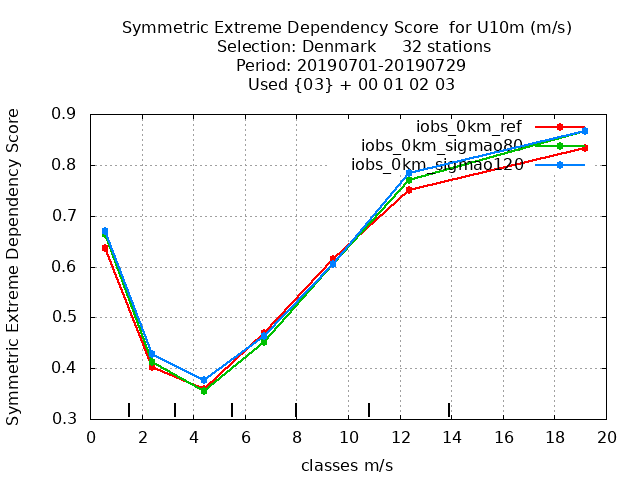 Symmetric Extreme Dependency Score  for U10m (m/s)
Selection: Denmark     32 stations
Period: 20190701-20190729
Used {03} + 00 01 02 03
Symmetric Extreme Dependency Score
0.9
0.8
0.7
0.6
0.5
0.4
0.3
iobs_0km_ref
iobs_0km_sigmao80
iobs_0km_sigmao120
0 2 4 6 8 10 12 14 16 18 20
classes m/s